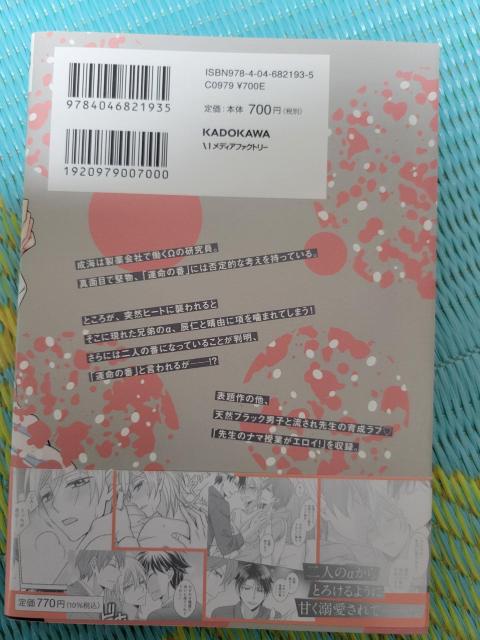 ISBN978-4-04-682193-5
C0979 ¥700E
定価:本体 700円(税別)
9784046821935
KADOKAWA
メディアファクトリー
1920979007000
成海は製薬会社で働くΩの研究員。
真面目で堅物、「運命の番」には否定的な考えを持っている。
ところが、突然ヒートに襲われると
そこに現れた兄弟のα、辰仁と晴由に項を噛まれてしまう!
さらには二人の番になっていることが判明、
「運命の番」と言われるが――!?
表題作の他、
天然ブラック男子と流され先生の育成ラブ♡
「先生のナマ授業がエロイ!」を収録。
二人のαから
とろけるように
甘く溺愛されて
定価770円(10%税込)